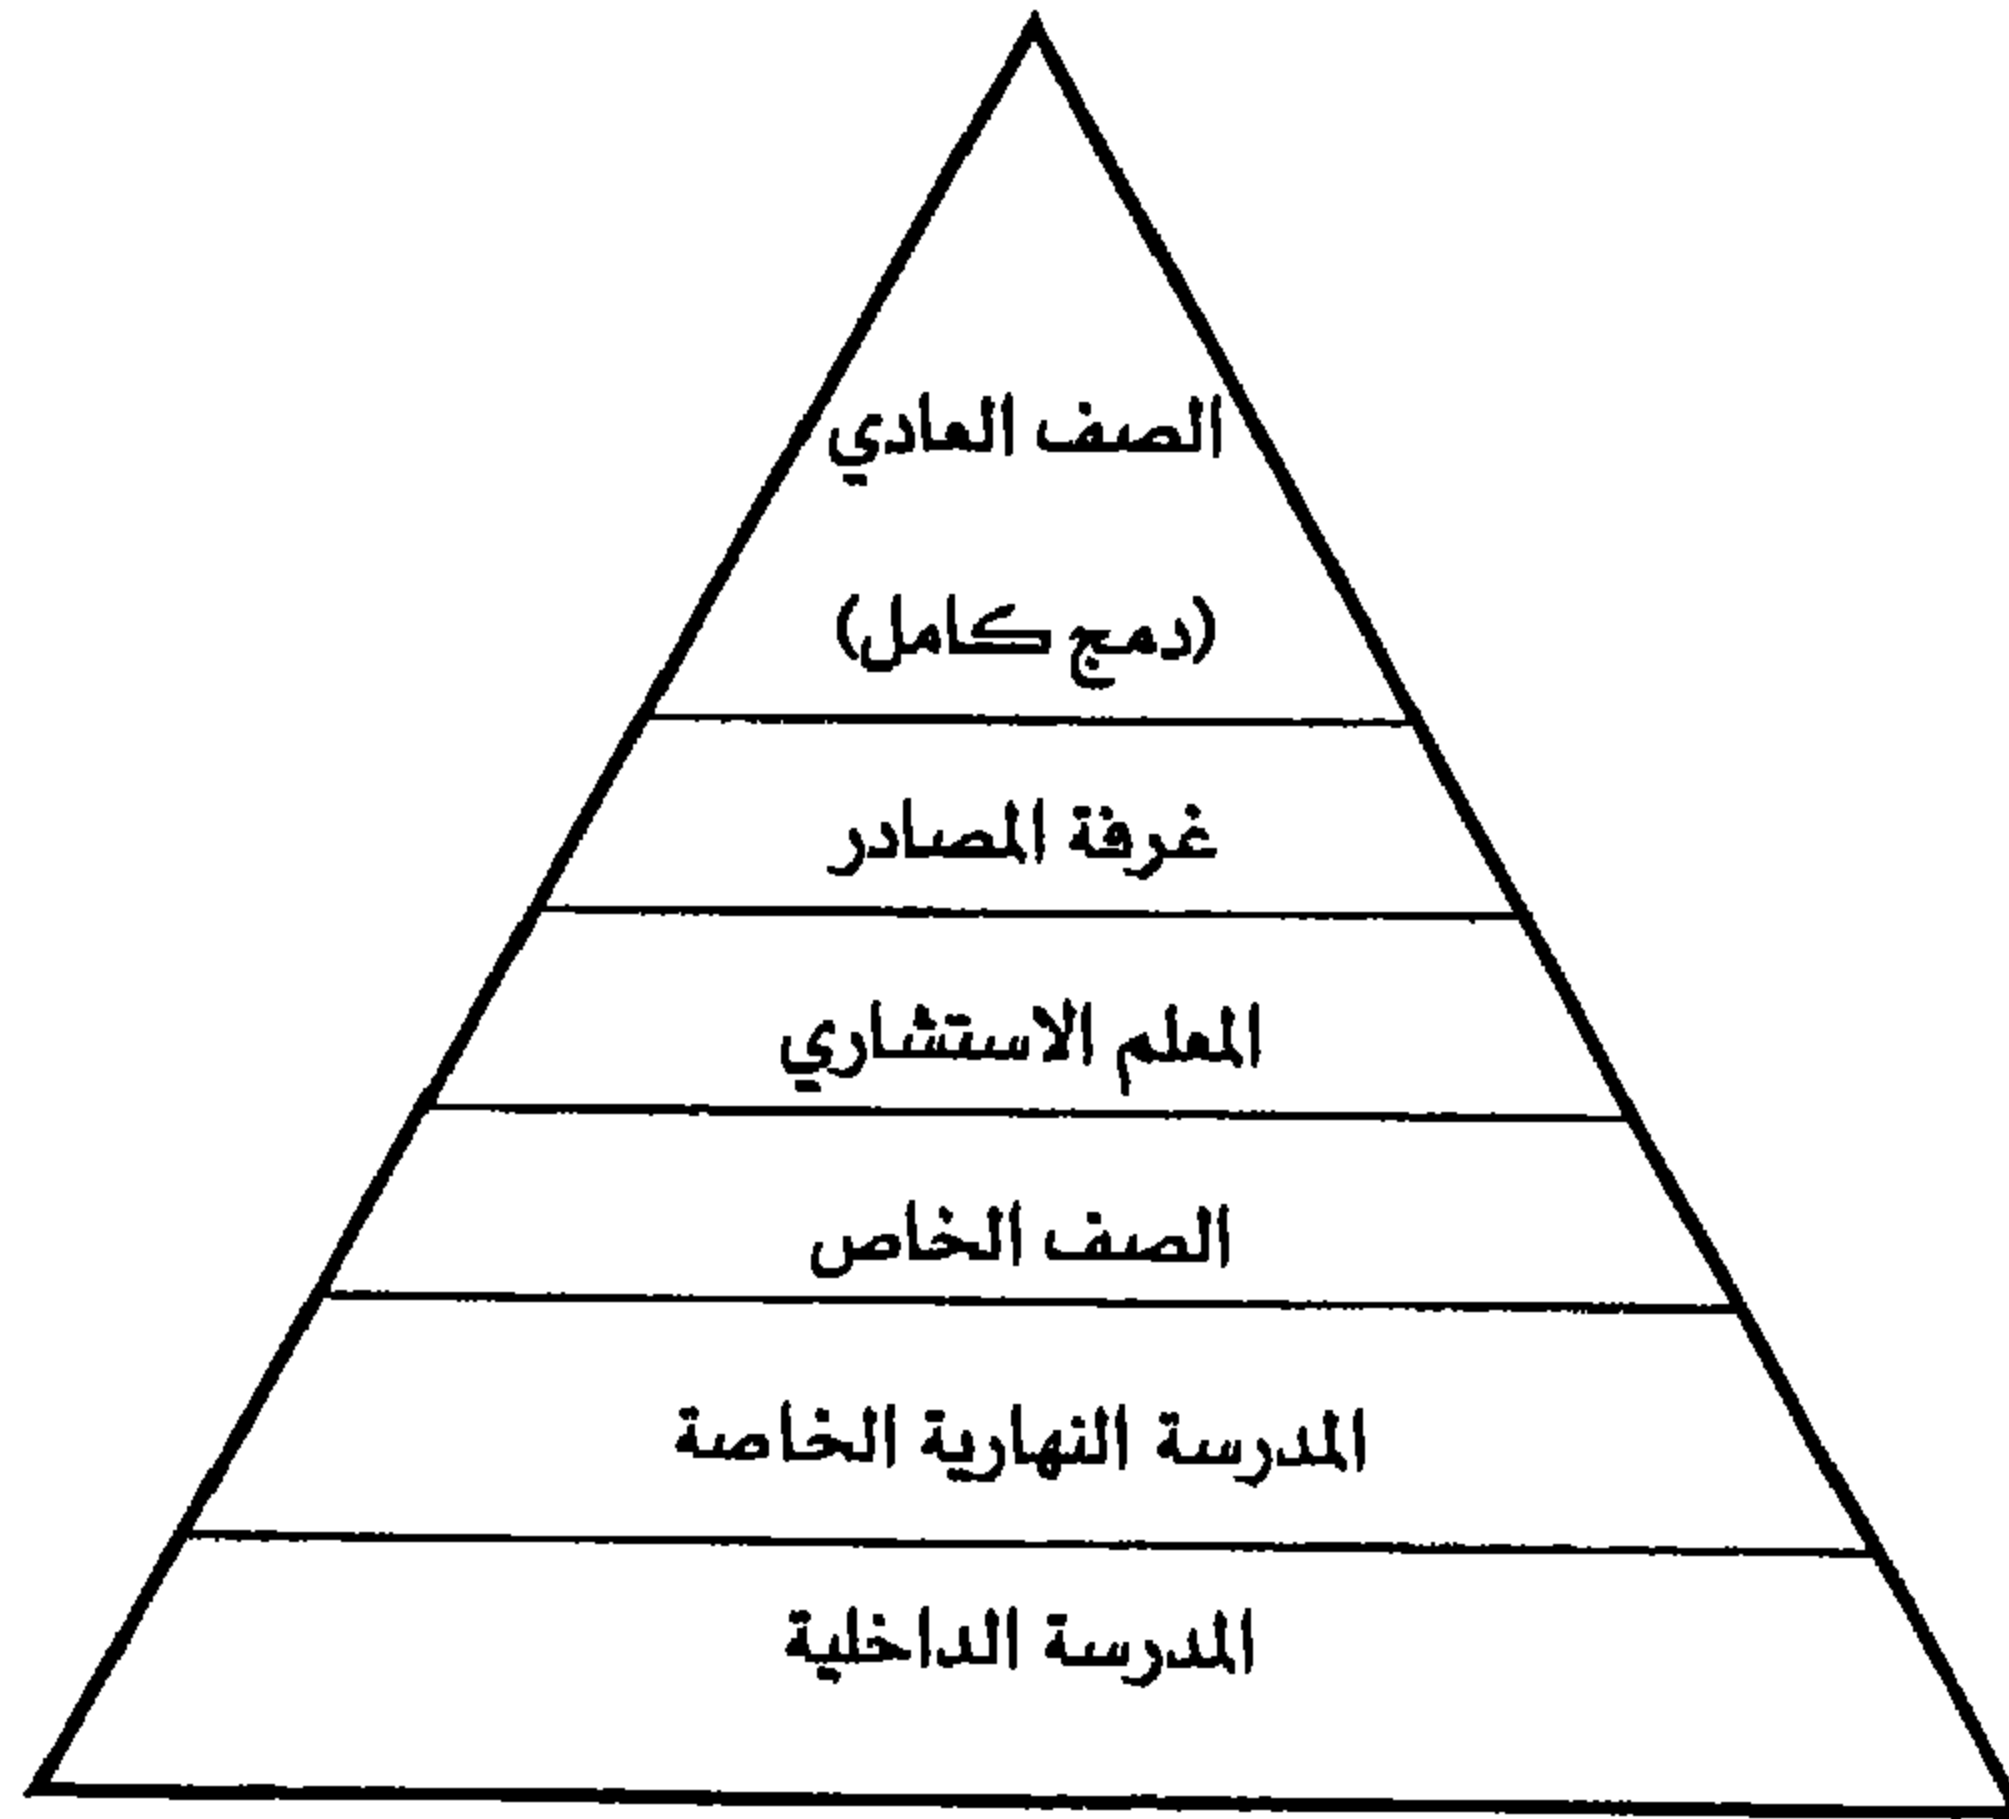 الصف العادي
(دمج كامل)
غرفة المصادر
المعلم الاستشاري
الصف الخاص
المدرسة النهارية الخاصة
المدرسة الداخلية